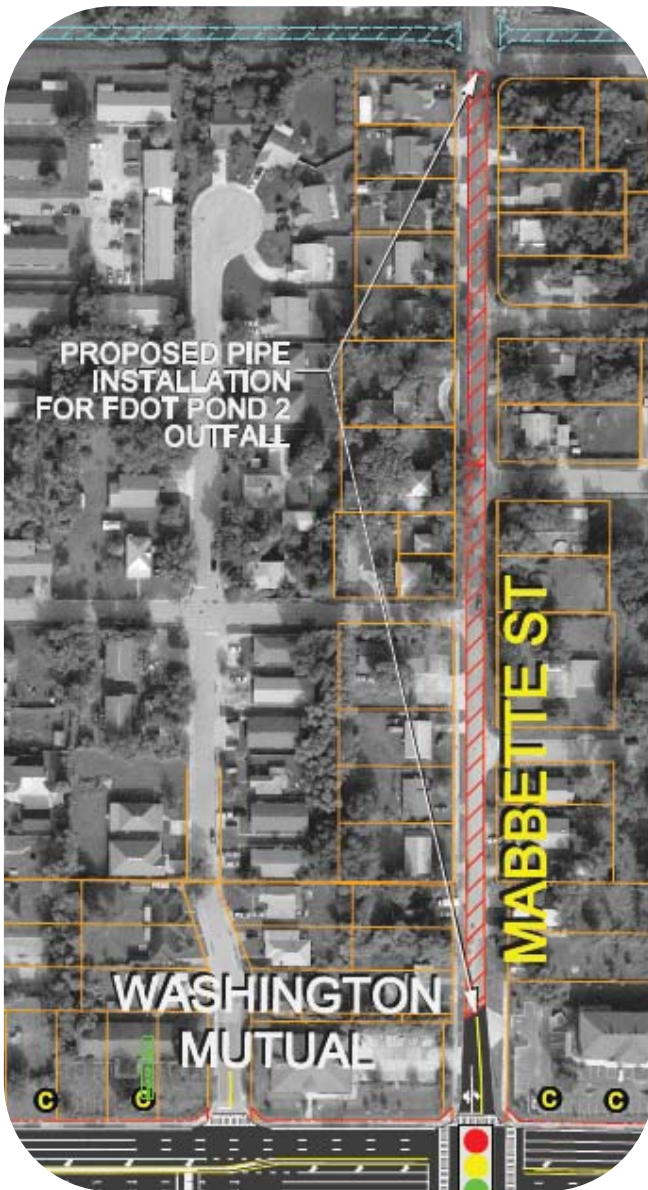 PROPOSED PIPE
INSTALLATION
FOR FDOT POND 2
OUTFALL
MABBETTE ST
WASHINGTON
MUTUAL
C
C
C
C